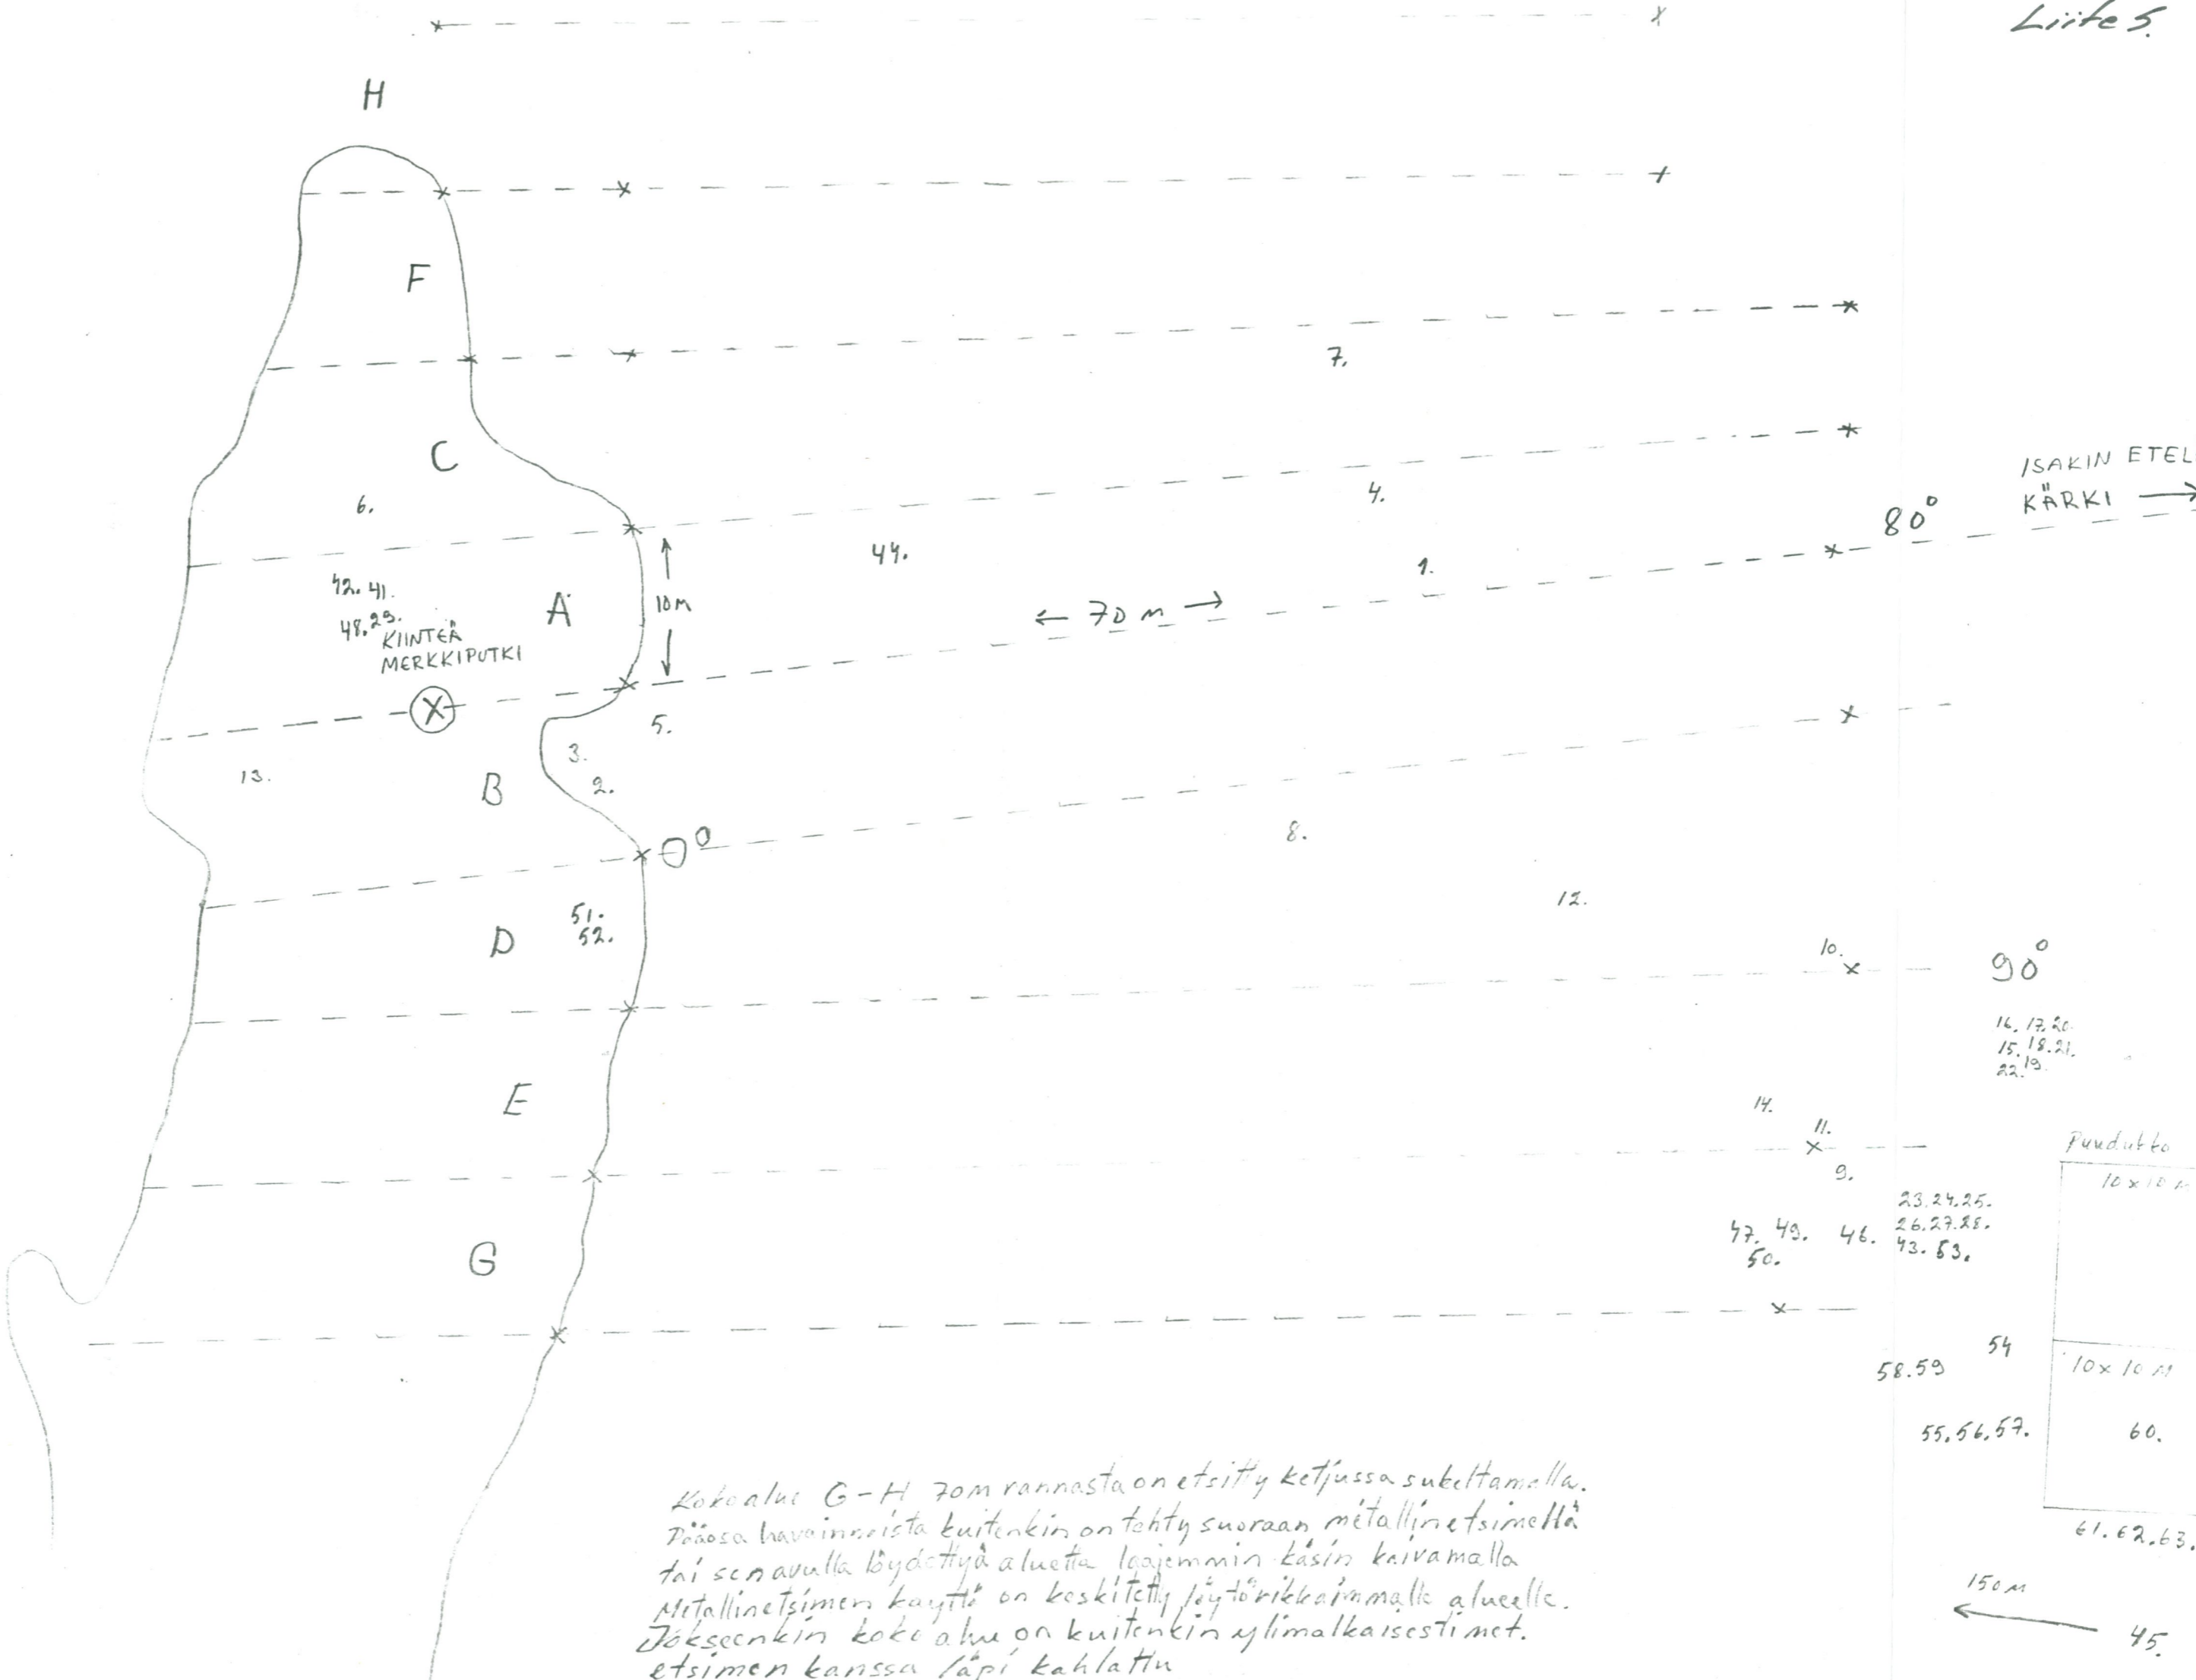 Liite 5.
H
F
7.
C
6.
4.
ISAKIN ETEL
KÄRKI →
80°
44.
1.
42. 41.
48. 29.
A
10M
← 70 m →
KIINTEÄ
MERKKIPUTKI
X
5.
3.
13.
B
2.
0°
8.
51.
52.
12.
D
10.
90°
16. 17. 20.
15. 18. 21.
22. 19.
E
14.
11.
9.
10 x 10 M
23. 24. 25.
47. 49. 46. 26. 27. 28.
50. 43. 53.
G
54
58. 59
10 x 10 M
55. 56. 57.
60.
Koko alue G-H 70m rannasta on etsitty ketjussa sukeltamalla.
Pääosa havainnoista kuitenkin on tehty suoraan metallinetsimellä
tai sen avulla löydettyä aluetta laajemmin käsin kaivamalla
Metallinetsimen käyttö on keskitetty löytörikkaimmalle alueelle.
Jokseenkin koko alue on kuitenkin ylimalkaisesti met.
etsimen kanssa läpi kahlattu
61. 62. 63.
150 m
45.